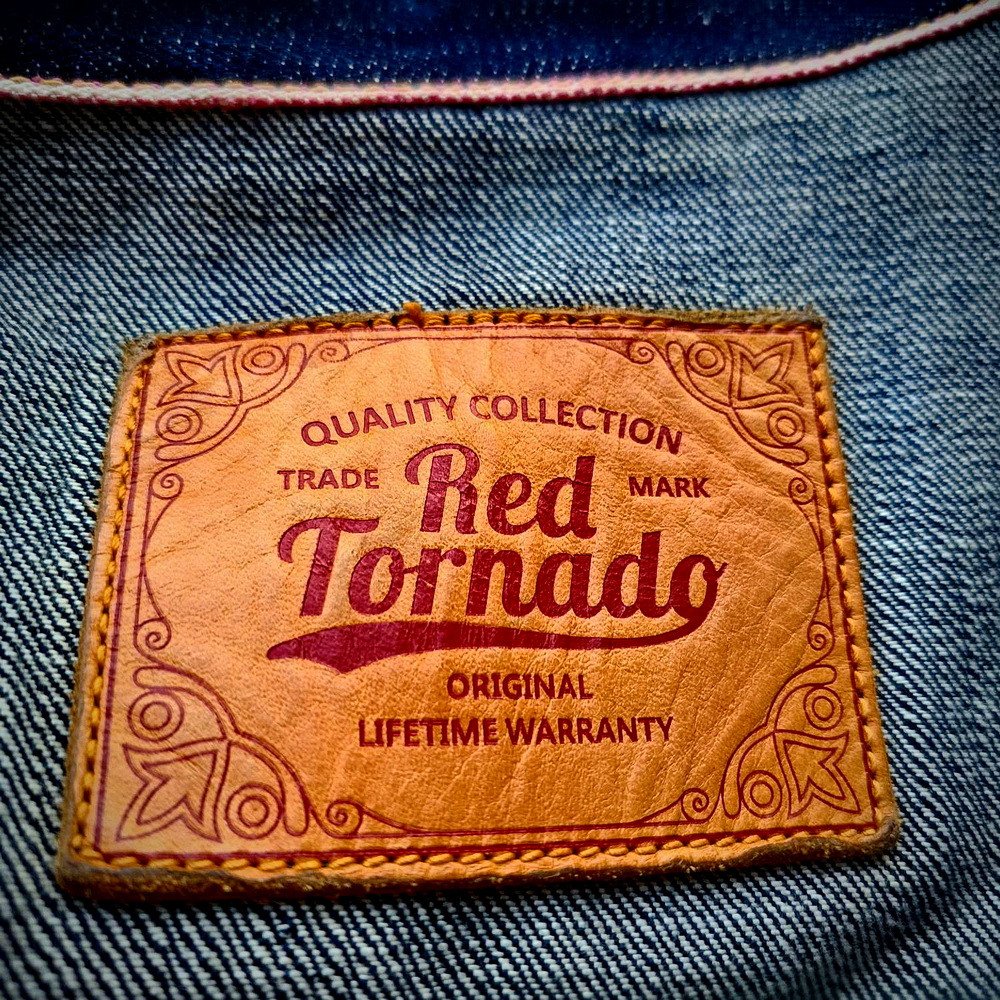 QUALITY COLLECTION
TRADE Red MARK
Tornado
ORIGINAL
LIFETIME WARRANTY